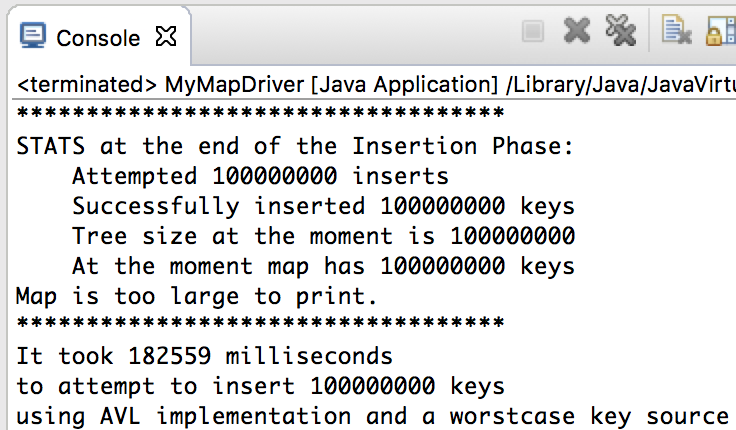 Console
<terminated> MyMapDriver [Java Application] /Library/Java/JavaVirtu
***********************************
STATS at the end of the Insertion Phase:
    Attempted 100000000 inserts
    Successfully inserted 100000000 keys
    Tree size at the moment is 100000000
    At the moment map has 100000000 keys
Map is too large to print.
***********************************
It took 182559 milliseconds
to attempt to insert 100000000 keys
using AVL implementation and a worstcase key source